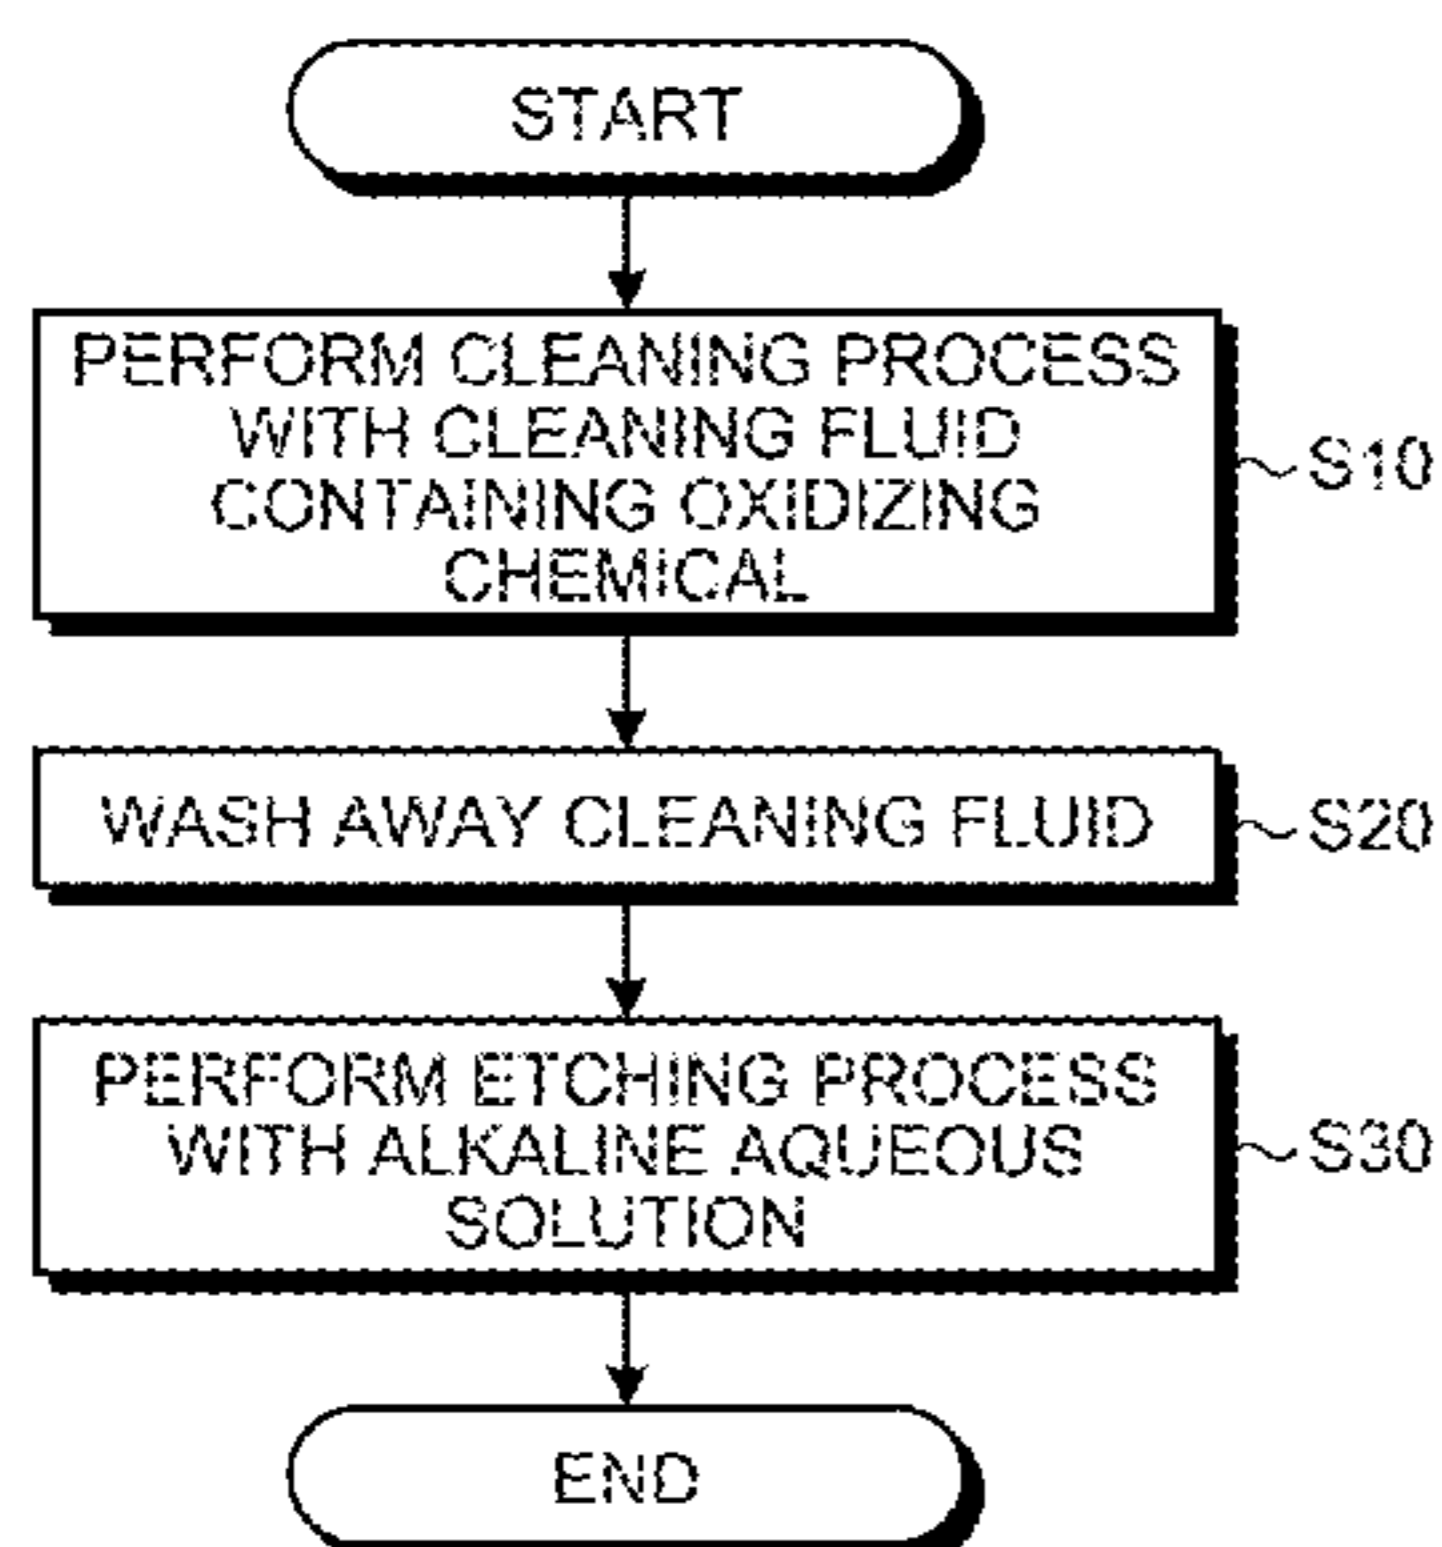 START
PERFORM CLEANING PROCESS
WITH CLEANING FLUID
CONTAINING OXIDIZING
CHEMICAL
S10
WASH AWAY CLEANING FLUID
S20
PERFORM ETCHING PROCESS
WITH ALKALINE AQUEOUS
SOLUTION
S30
END